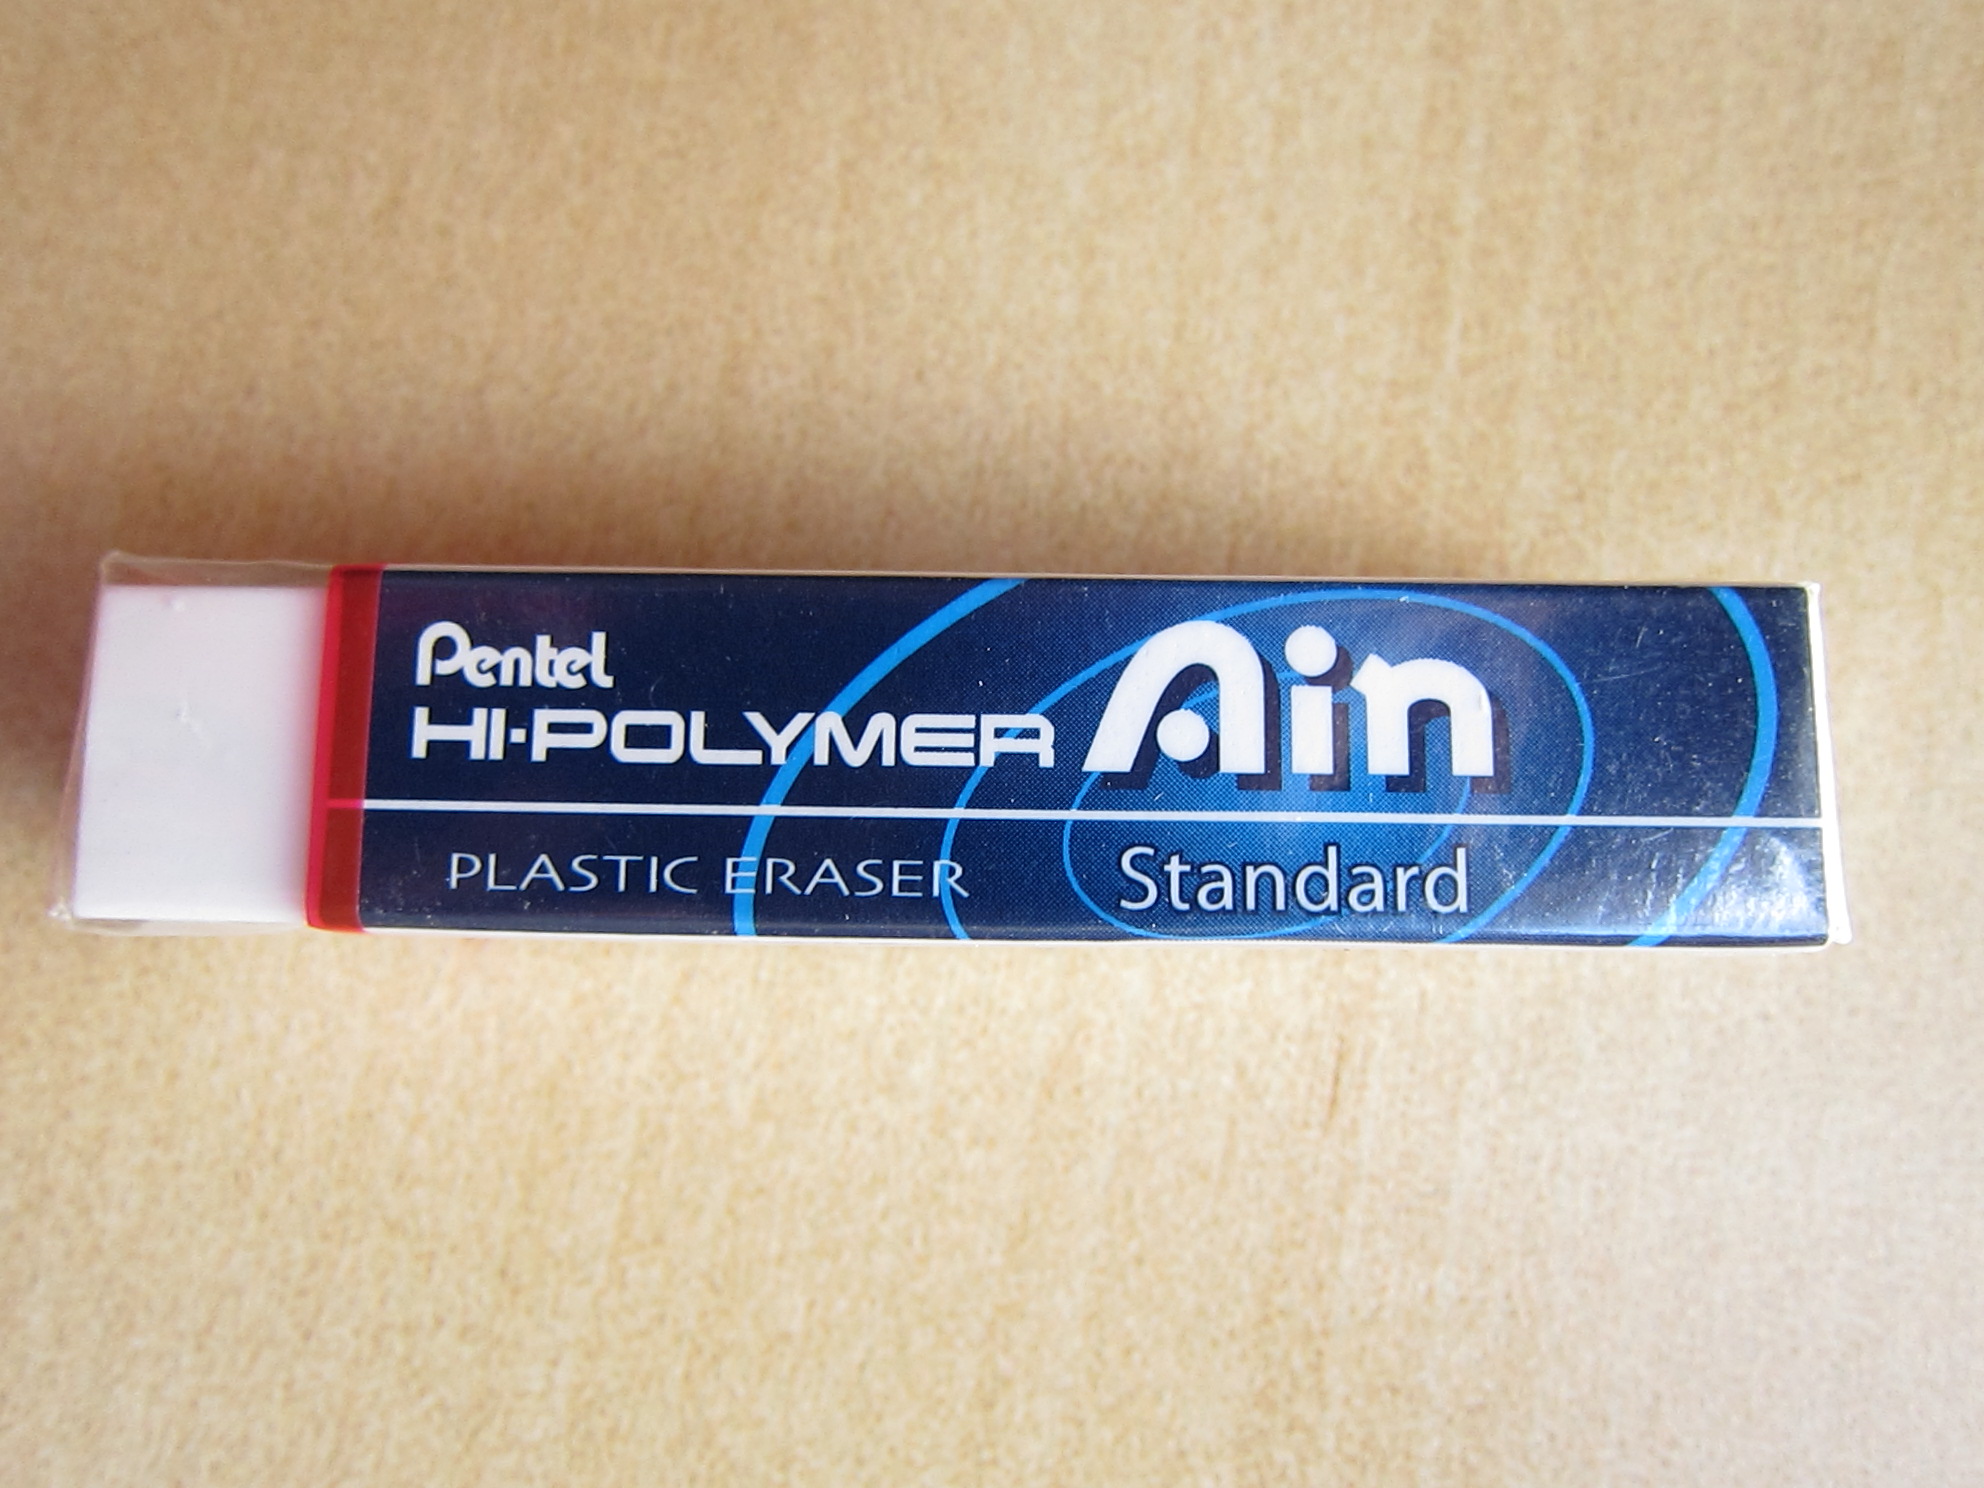 Pentel
HI-POLYMER Ain
PLASTIC ERASER Standard